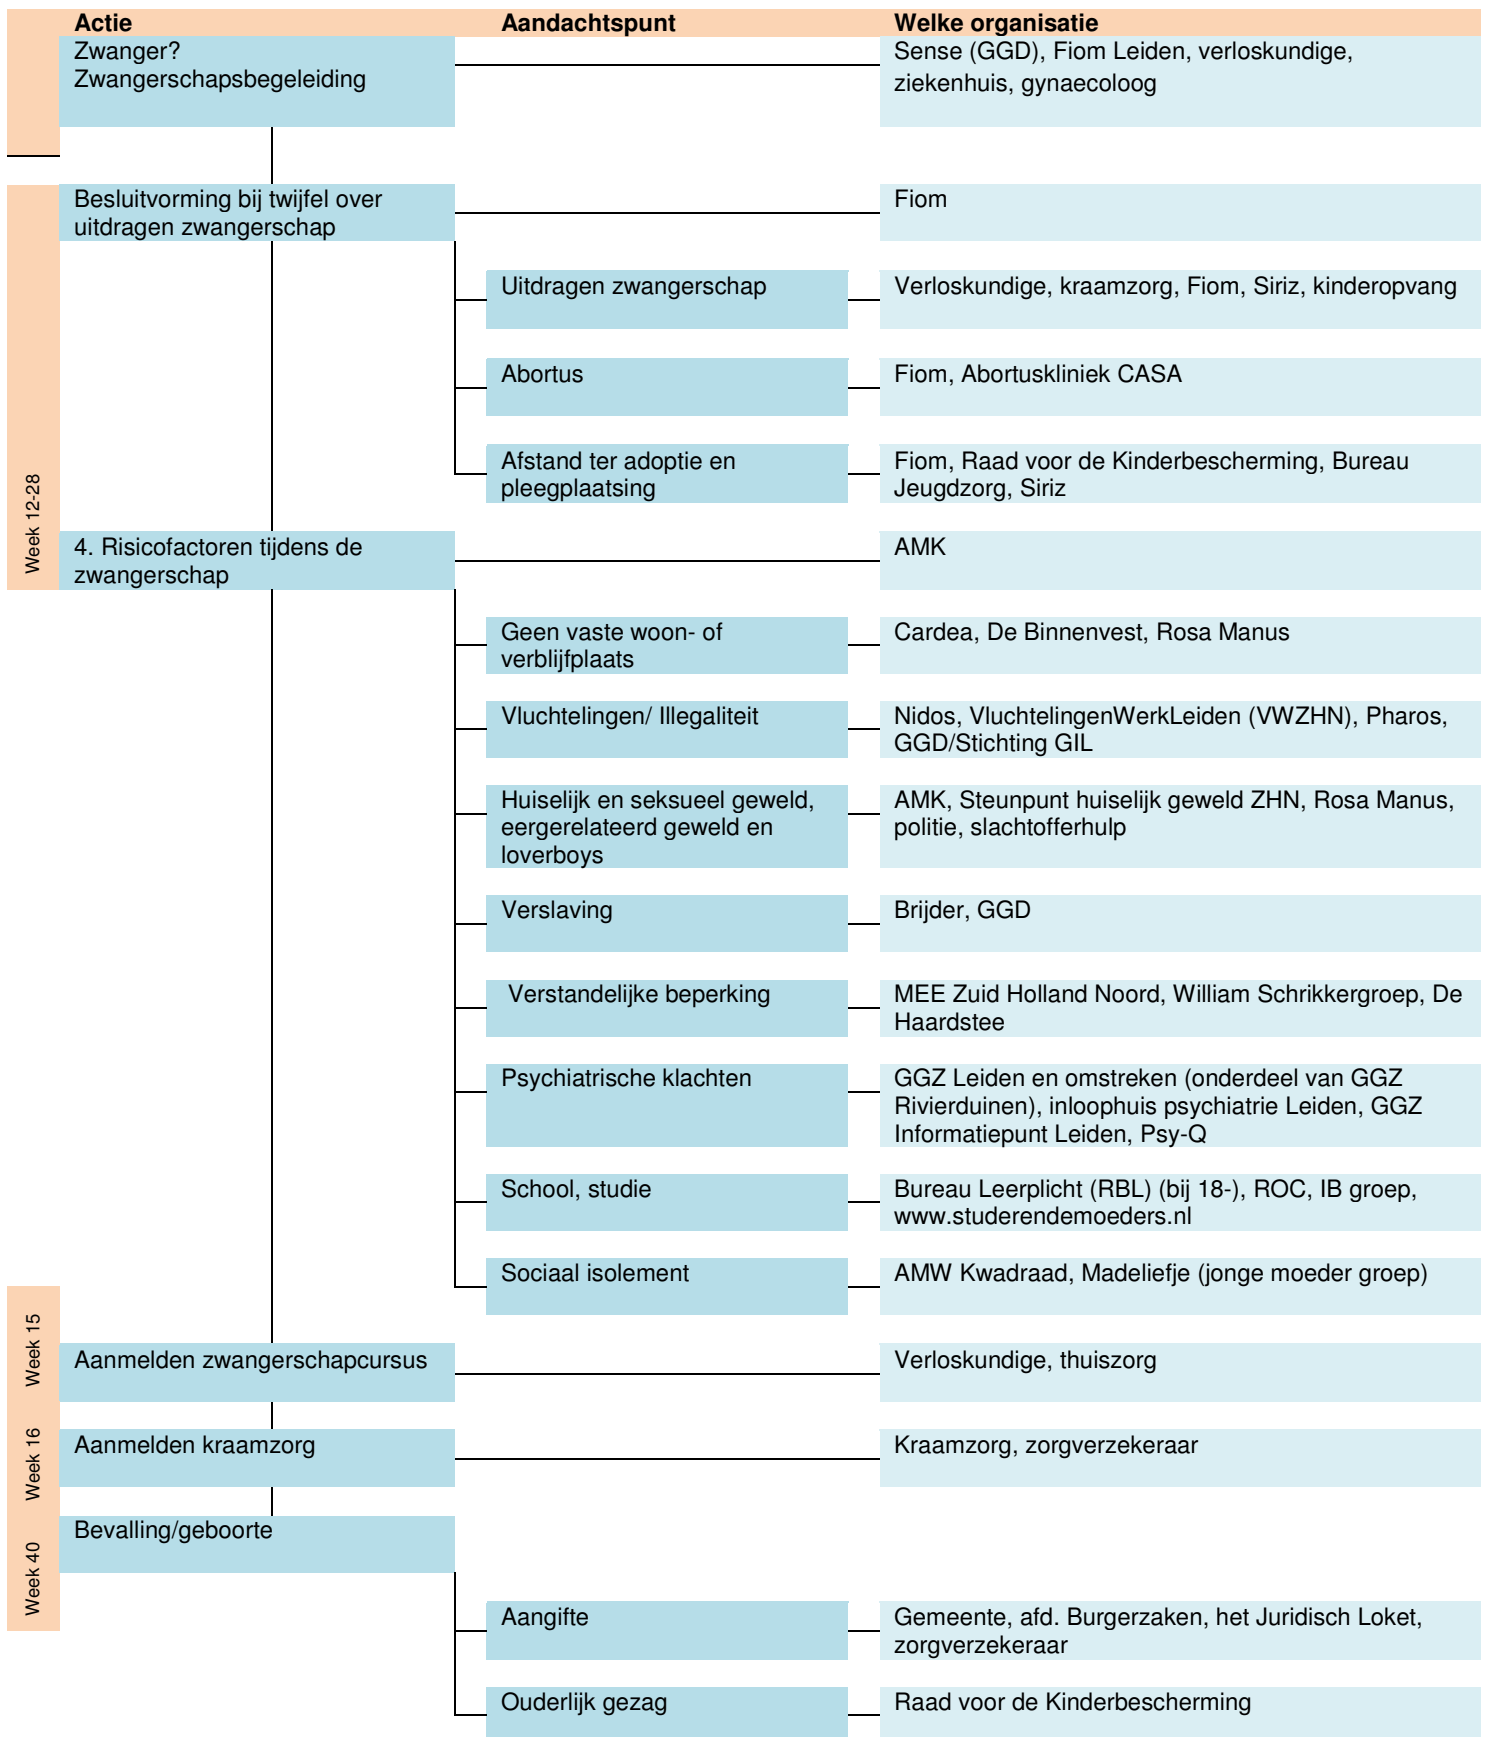 Actie Aandachtspunt Welke organisatie
Zwanger?
Zwangerschapsbegeleiding
Sense (GGD), Fiom Leiden, verloskundige,
ziekenhuis, gynaecoloog
Week 12-28
Besluitvorming bij twijfel over
uitdragen zwangerschap
Fiom
Uitdragen zwangerschap
Verloskundige, kraamzorg, Fiom, Siriz, kinderopvang
Abortus
Fiom, Abortuskliniek CASA
Afstand ter adoptie en
pleegplaatsing
Fiom, Raad voor de Kinderbescherming, Bureau
Jeugdzorg, Siriz
4. Risicofactoren tijdens de
zwangerschap
AMK
Geen vaste woon- of
verblijfplaats
Cardea, De Binnenvest, Rosa Manus
Vluchtelingen/ Illegaliteit
Nidos, VluchtelingenWerkLeiden (VWZHN), Pharos,
GGD/Stichting GIL
Huiselijk en seksueel geweld,
eergerelateerd geweld en
loverboys
AMK, Steunpunt huiselijk geweld ZHN, Rosa Manus,
politie, slachtofferhulp
Verslaving
Brijder, GGD
Verstandelijke beperking
MEE Zuid Holland Noord, William Schrikkergroep, De
Haardstee
Psychiatrische klachten
GGZ Leiden en omstreken (onderdeel van GGZ
Rivierduinen), inloophuis psychiatrie Leiden, GGZ
Informatiepunt Leiden, Psy-Q
School, studie
Bureau Leerplicht (RBL) (bij 18-), ROC, IB groep,
www.studerendemoeders.nl
Sociaal isolement
AMW Kwadraad, Madeliefje (jonge moeder groep)
Week 15
Aanmelden zwangerschapcursus
Verloskundige, thuiszorg
Week 16
Aanmelden kraamzorg
Kraamzorg, zorgverzekeraar
Week 40
Bevalling/geboorte
Aangifte
Gemeente, afd. Burgerzaken, het Juridisch Loket,
zorgverzekeraar
Ouderlijk gezag
Raad voor de Kinderbescherming